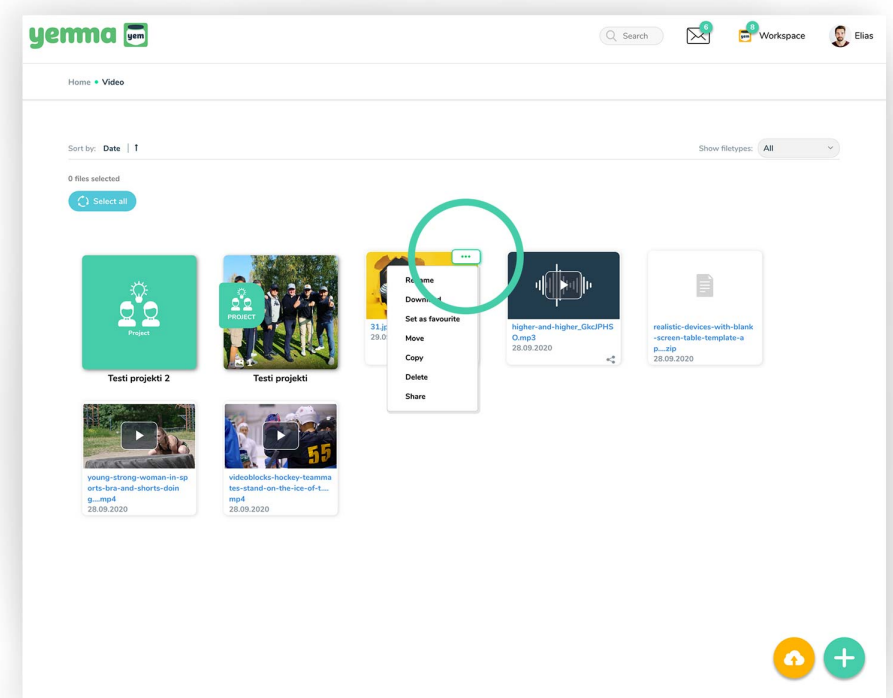 yemma yem
Search
6
8
yem
Workspace
Elias
Home • Video
Sort by: Date | ↑
Show filetypes: All
0 files selected
Select all
Project
Testi projekti 2
PROJECT
Testi projekti
31.jp
29.0
Rename
Download
Set as favourite
Move
Copy
Delete
Share
higher-and-higher_GkcJPHS
O.mp3
28.09.2020
realistic-devices-with-blank
-screen-table-template-a
p....zip
28.09.2020
young-strong-woman-in-sp
orts-bra-and-shorts-doin
g....mp4
28.09.2020
55
videoblocks-hockey-teamma
tes-stand-on-the-ice-of-t....
mp4
28.09.2020